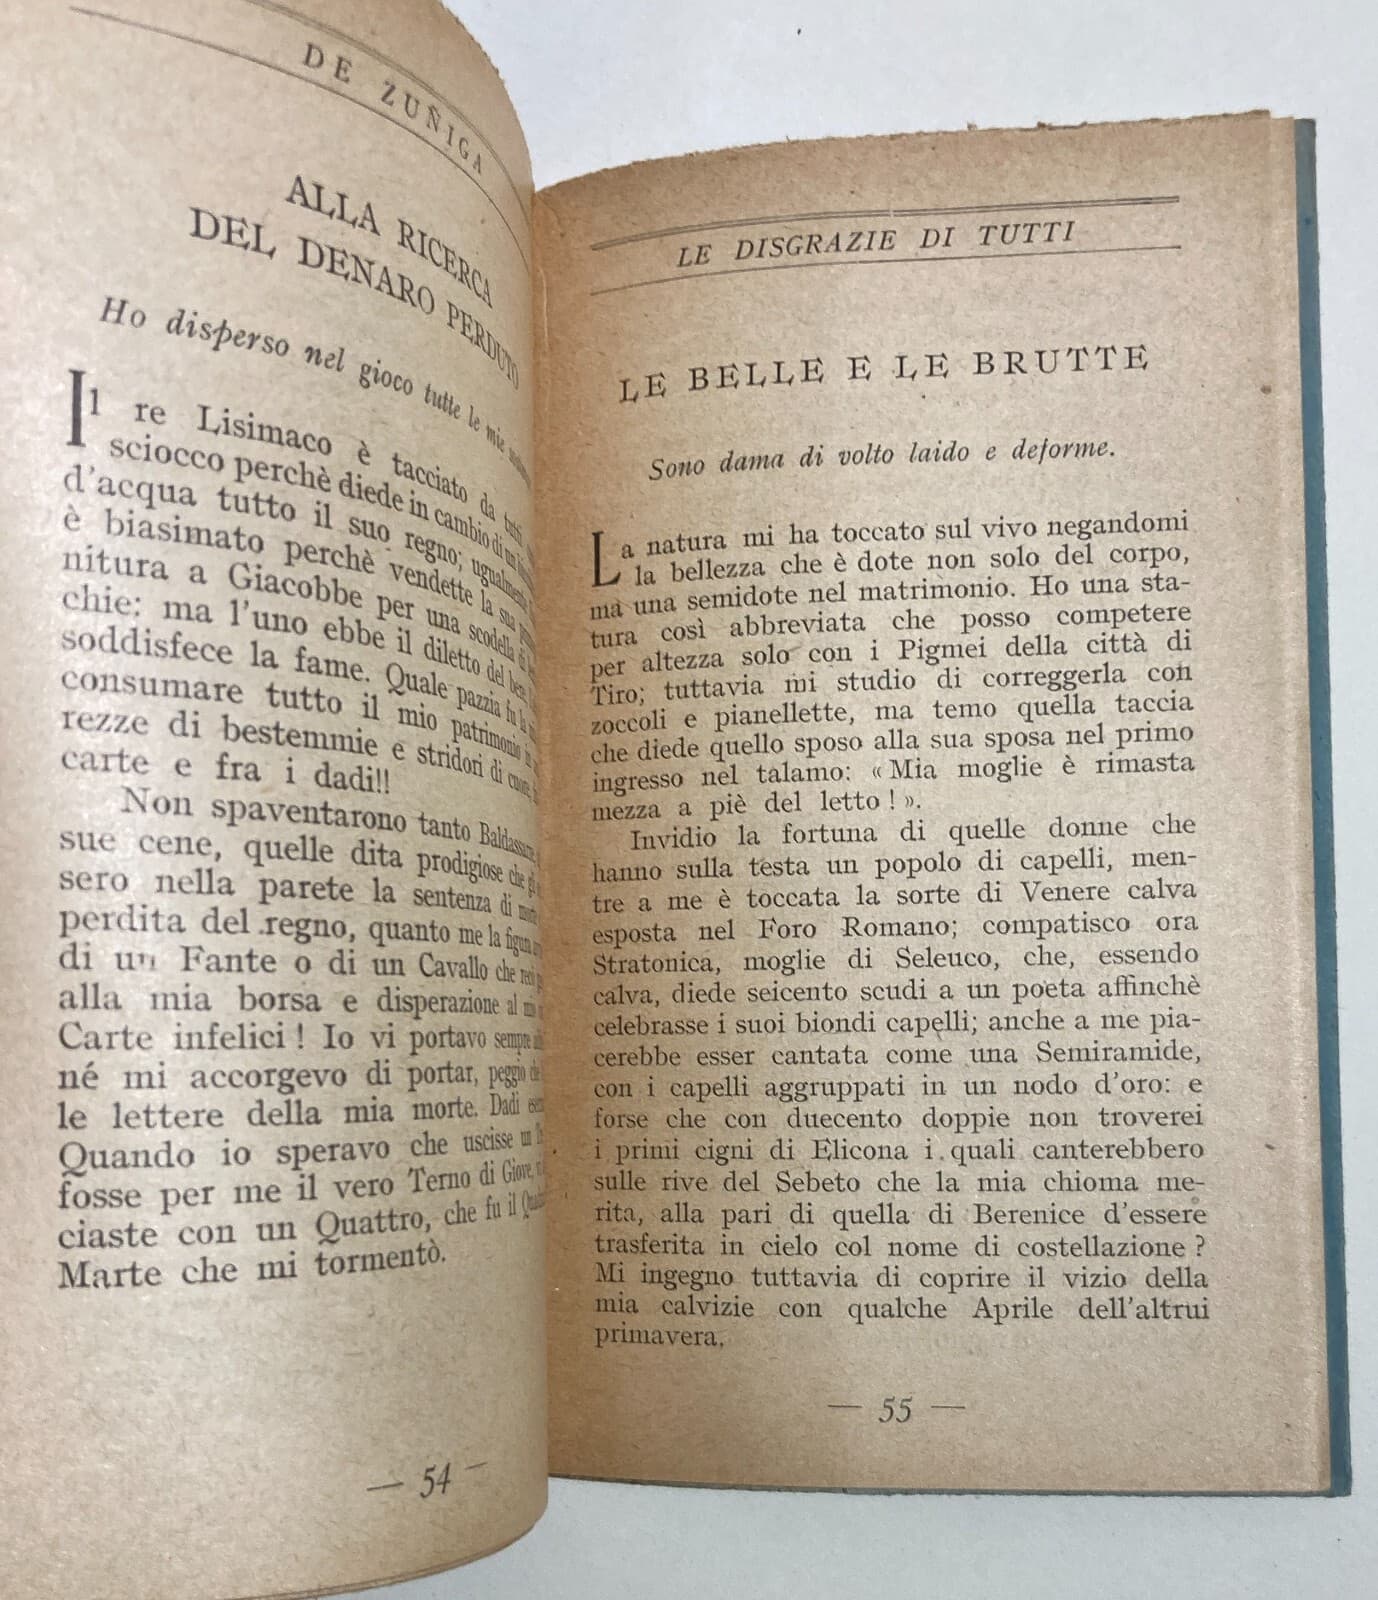 DE ZUÑIGA
ALLA RICERCA
DEL DENARO PERDUTO
Ho disperso nel gioco tutte le mie
Il re Lisimaco è tacciato da tutti
sciocco perchè diede in cambio di un
d'acqua tutto il suo regno; ugualmente
è biasimato perchè vendette la sua
nitura a Giacobbe per una scodella di
chie: ma l'uno ebbe il diletto del bere,
soddisfece la fame. Quale pazzia fu la
consumare tutto il mio patrimonio in
rezze di bestemmie e stridori di cuore,
carte e fra i dadi!!
Non spaventarono tanto Baldassarre,
sue cene, quelle dita prodigiose che gli
sero nella parete la sentenza di morte
perdita del regno, quanto me la figura
di un Fante o di un Cavallo che recò
alla mia borsa e disperazione al mio
Carte infelici! Io vi portavo sempre
né mi accorgevo di portar, peggio che
le lettere della mia morte. Dadi
Quando io speravo che uscisse un
fosse per me il vero Terno di Giove,
ciaste con un Quattro, che fu il
Marte che mi tormentò.
— 54 —
LE DISGRAZIE DI TUTTI
LE BELLE E LE BRUTTE
Sono dama di volto laido e deforme.
La natura mi ha toccato sul vivo negandomi
la bellezza che è dote non solo del corpo,
ma una semidote nel matrimonio. Ho una sta-
tura così abbreviata che posso competere
per altezza solo con i Pigmei della città di
Tiro; tuttavia mi studio di correggerla con
zoccoli e pianellette, ma temo quella taccia
che diede quello sposo alla sua sposa nel primo
ingresso nel talamo: « Mia moglie è rimasta
mezza a piè del letto ! ».
Invidio la fortuna di quelle donne che
hanno sulla testa un popolo di capelli, men-
tre a me è toccata la sorte di Venere calva
esposta nel Foro Romano; compatisco ora
Stratonica, moglie di Seleuco, che, essendo
calva, diede seicento scudi a un poeta affinchè
celebrasse i suoi biondi capelli; anche a me pia-
cerebbe esser cantata come una Semiramide,
con i capelli aggruppati in un nodo d'oro: e
forse che con duecento doppie non troverei
i primi cigni di Elicona i quali canterebbero
sulle rive del Sebeto che la mia chioma me-
rita, alla pari di quella di Berenice d'essere
trasferita in cielo col nome di costellazione ?
Mi ingegno tuttavia di coprire il vizio della
mia calvizie con qualche Aprile dell'altrui
primavera.
— 55 —